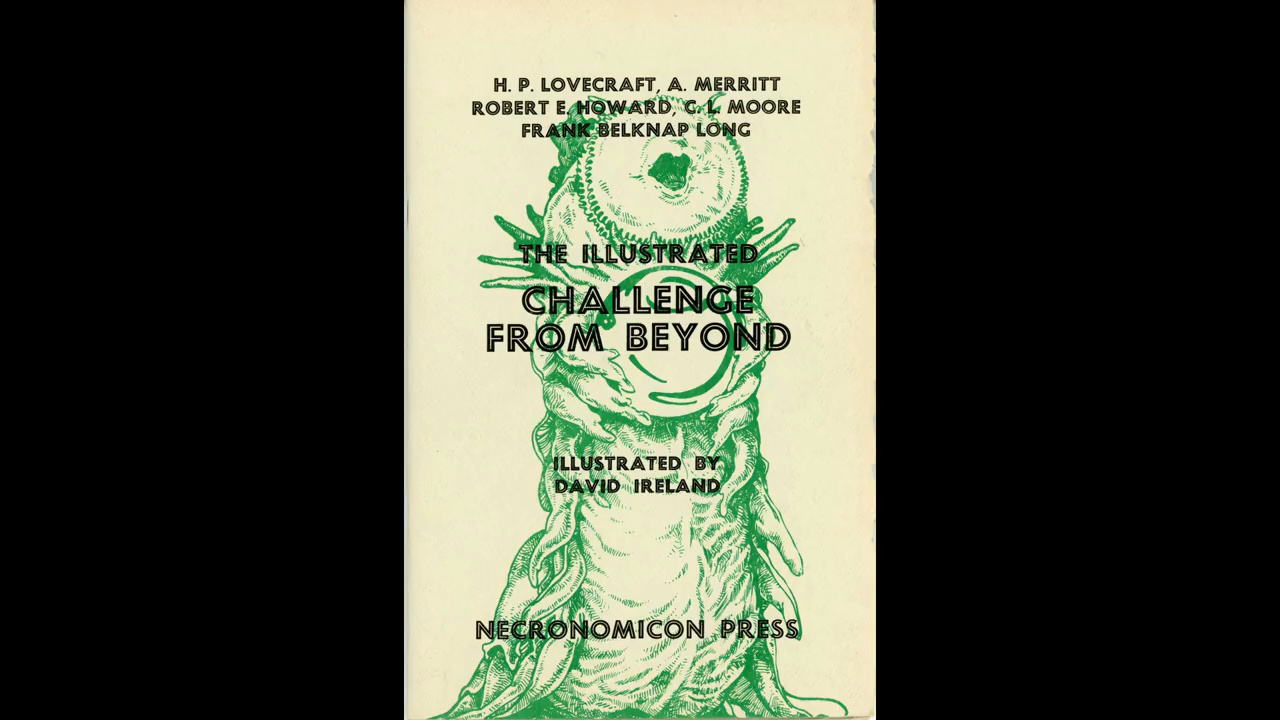 H. P. LOVECRAFT, A. MERRITT
ROBERT E. HOWARD, C. L. MOORE
FRANK BELKNAP LONG
THE ILLUSTRATED
CHALLENGE
FROM BEYOND
ILLUSTRATED BY
DAVID IRELAND
NECRONOMICON PRESS